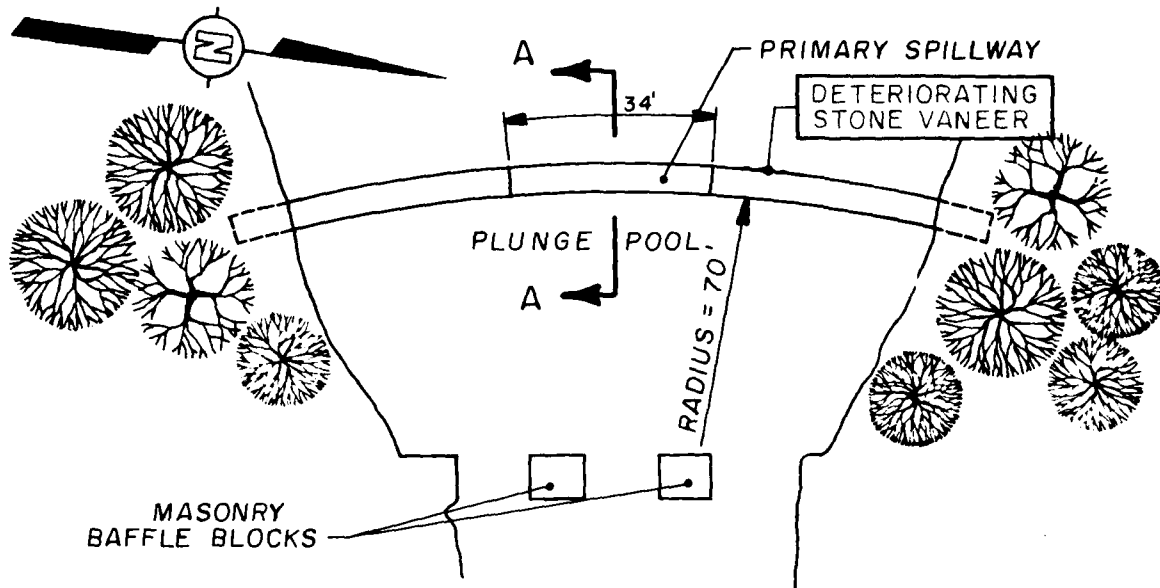 N
A
PRIMARY SPILLWAY
34'
DETERIORATING
STONE VANEER
PLUNGE POOL
A
RADIUS = 70'
MASONRY
BAFFLE BLOCKS